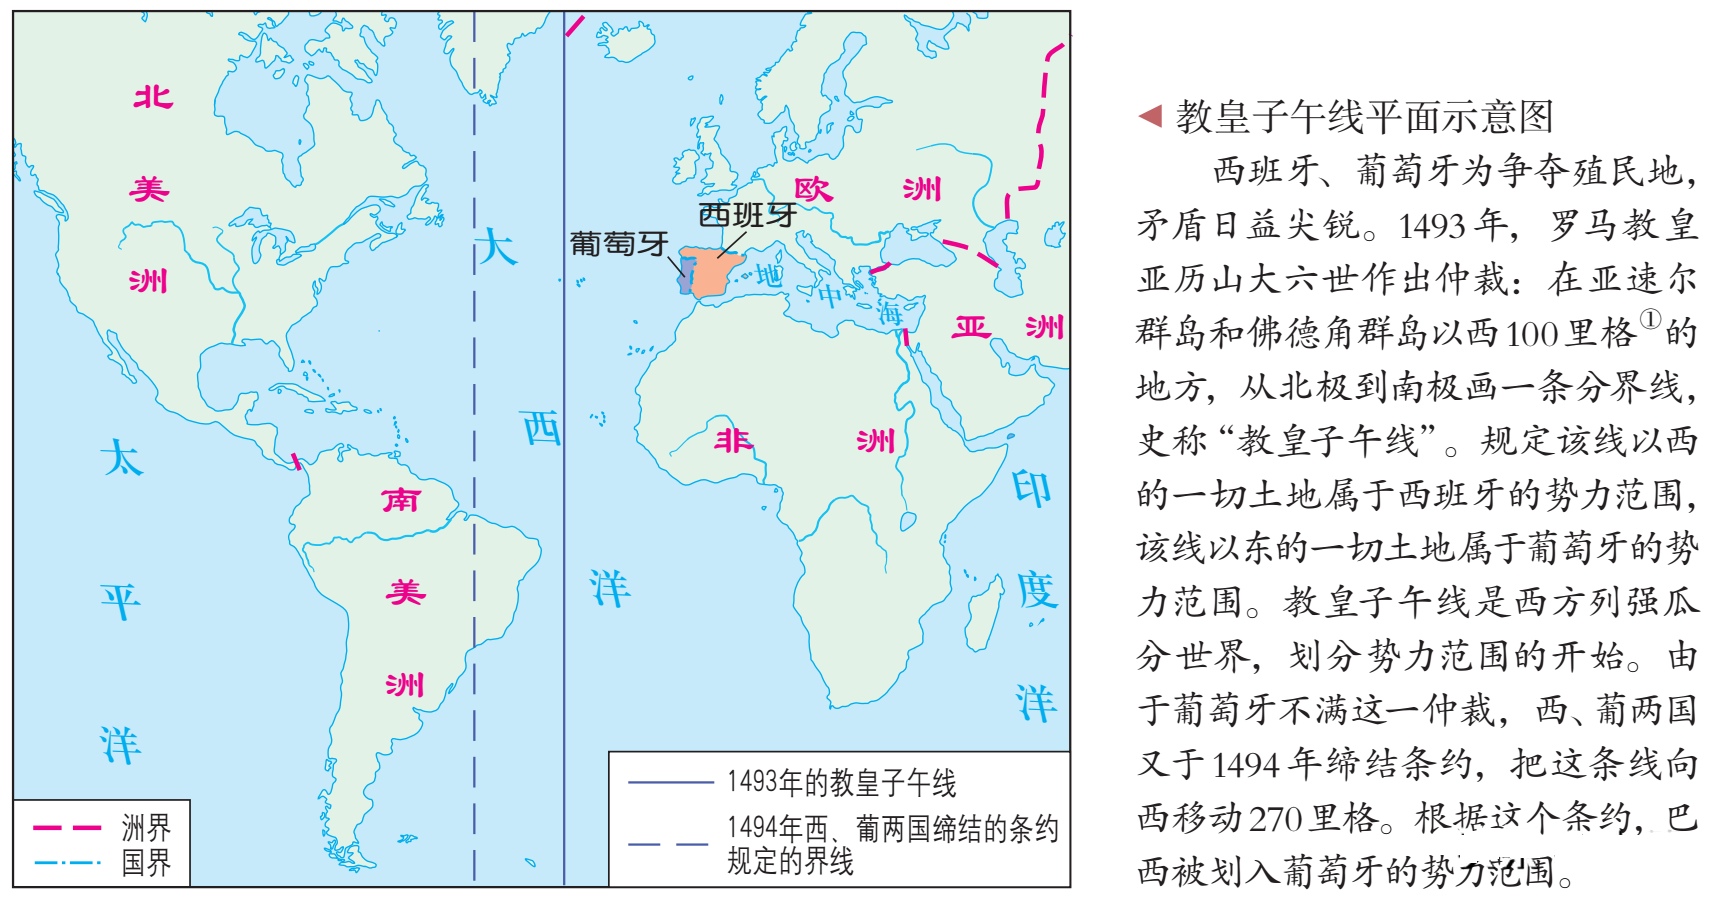 北
美
洲
大
西
洋
太
平
洋
南
美
洲
欧 洲
西班牙
葡萄牙
地
中
海
亚 洲
非 洲
印
度
洋
洲界
国界
1493年的教皇子午线
1494年西、葡两国缔结的条约
规定的界线
◀ 教皇子午线平面示意图
西班牙、葡萄牙为争夺殖民地，
矛盾日益尖锐。1493年，罗马教皇
亚历山大六世作出仲裁：在亚速尔
群岛和佛德角群岛以西100里格①的
地方，从北极到南极画一条分界线，
史称“教皇子午线”。规定该线以西
的一切土地属于西班牙的势力范围，
该线以东的一切土地属于葡萄牙的势
力范围。教皇子午线是西方列强瓜
分世界，划分势力范围的开始。由
于葡萄牙不满这一仲裁，西、葡两国
又于1494年缔结条约，把这条线向
西移动270里格。根据这个条约，巴
西被划入葡萄牙的势力范围。